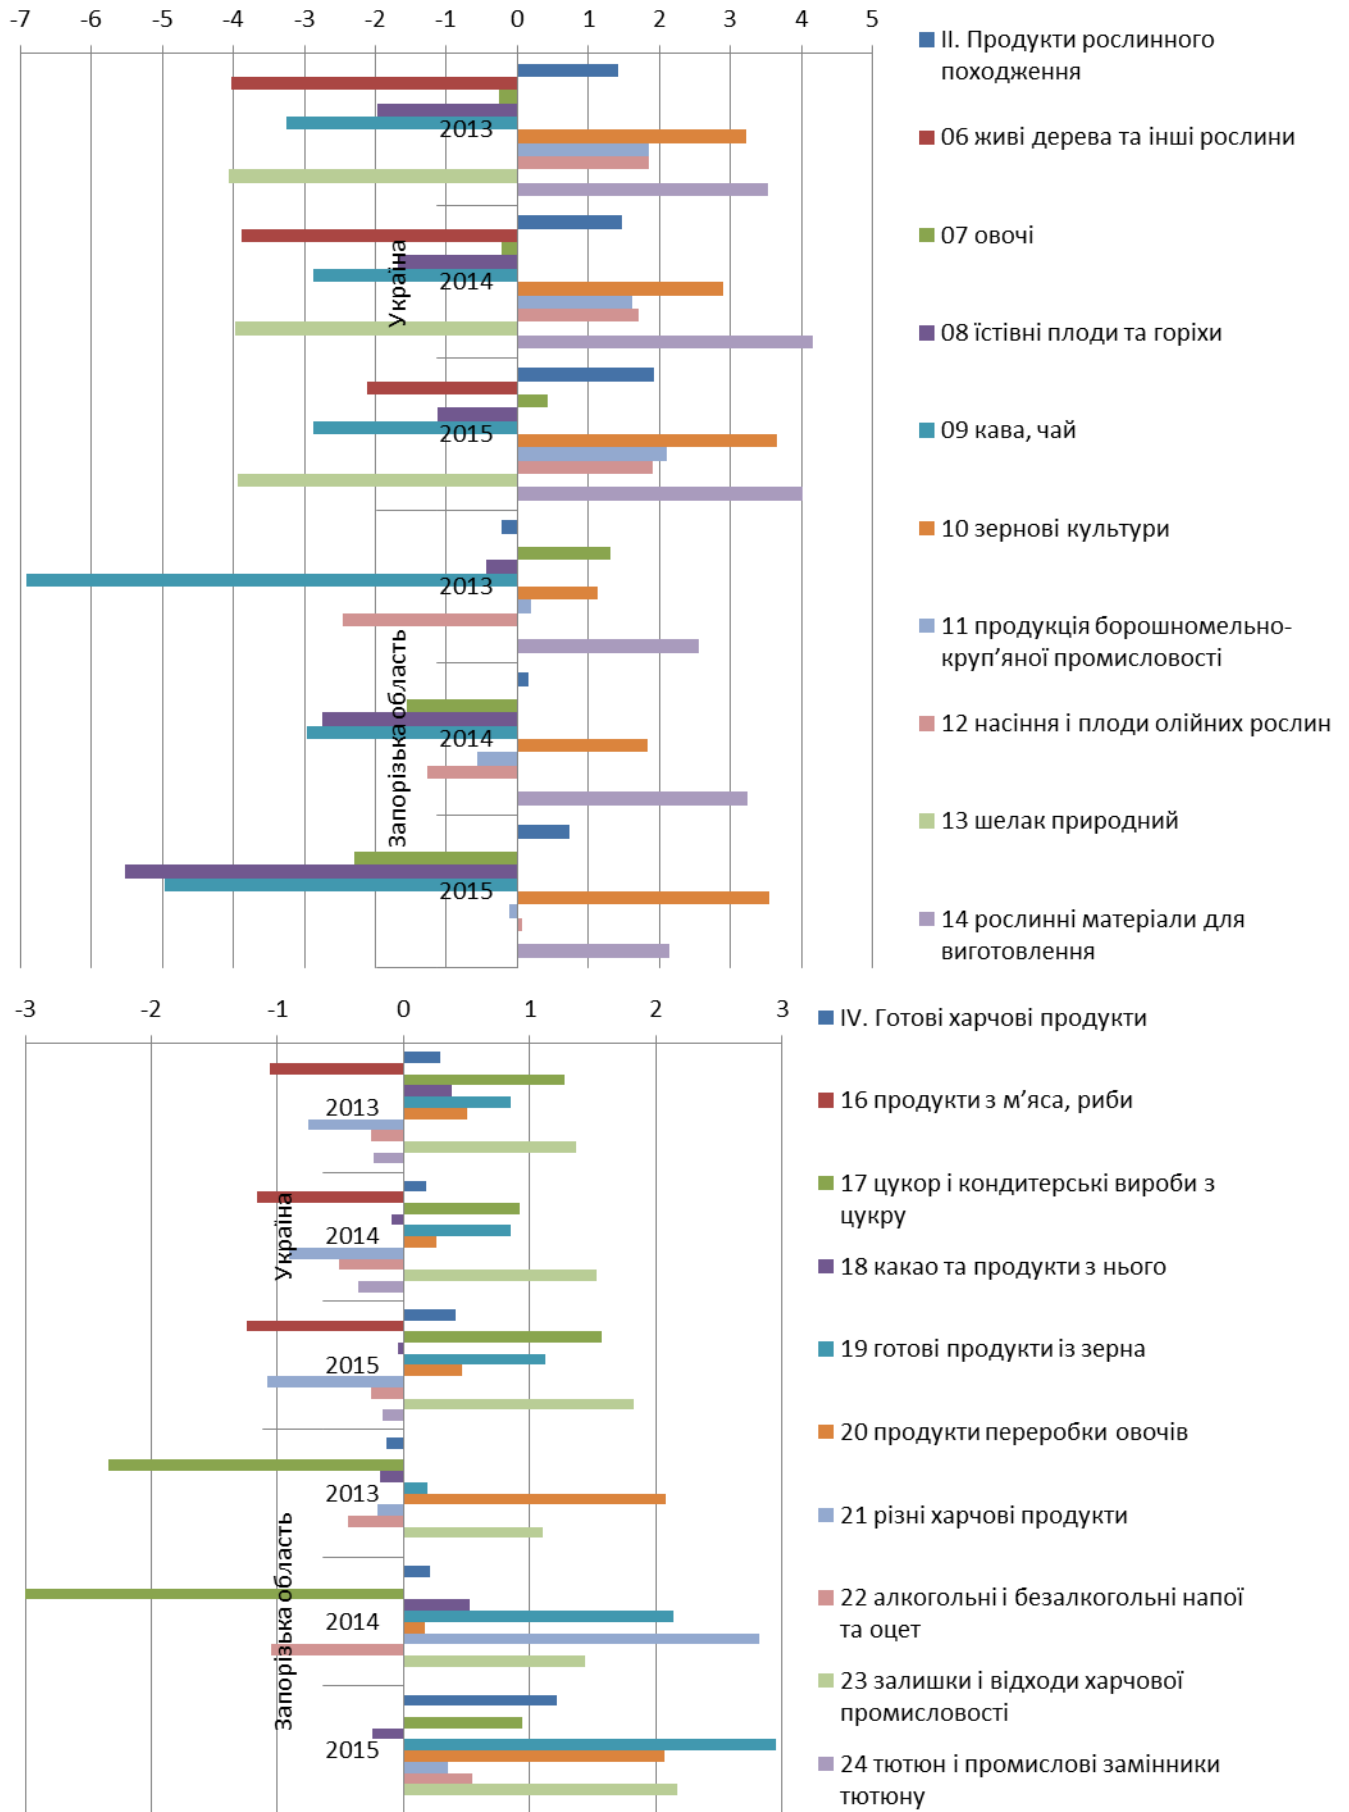 -7 -6 -5 -4 -2 -1 0 1 2 3 4 5
II. Продукти рослинного
походження
06 живі дерева та інші рослини
07 овочі
08 їстівні плоди та горіхи
09 кава, чай
10 зернові культури
11 продукція борошномельно-
круп’яної промисловості
12 насіння і плоди олійних рослин
13 шелак природний
14 рослинні матеріали для
виготовлення
Україна
2013
2014
2015
Запорізька область
2013
2014
2015
-3 -2 -1 0 1 2 3
IV. Готові харчові продукти
16 продукти з м’яса, риби
17 цукор і кондитерські вироби з
цукру
18 какао та продукти з нього
19 готові продукти із зерна
20 продукти переробки овочів
21 різні харчові продукти
22 алкогольні і безалкогольні напої
та оцет
23 залишки і відходи харчової
промисловості
24 тютюн і промислові замінники
тютюну
Україна
2013
2014
2015
Запорізька область
2013
2014
2015